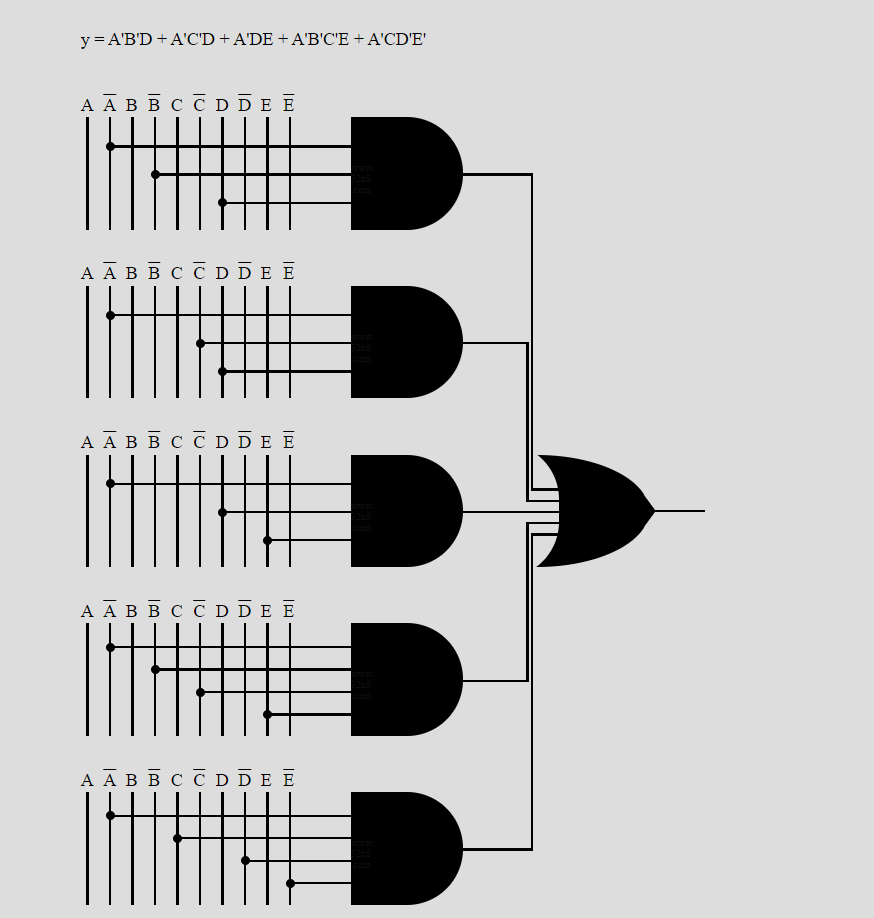 y = A'B'D + A'C'D + A'DE + A'B'C'E + A'CD'E'
A A̅ B B̅ C C̅ D D̅ E E̅
A A̅ B B̅ C C̅ D D̅ E E̅
A A̅ B B̅ C C̅ D D̅ E E̅
A A̅ B B̅ C C̅ D D̅ E E̅
A A̅ B B̅ C C̅ D D̅ E E̅